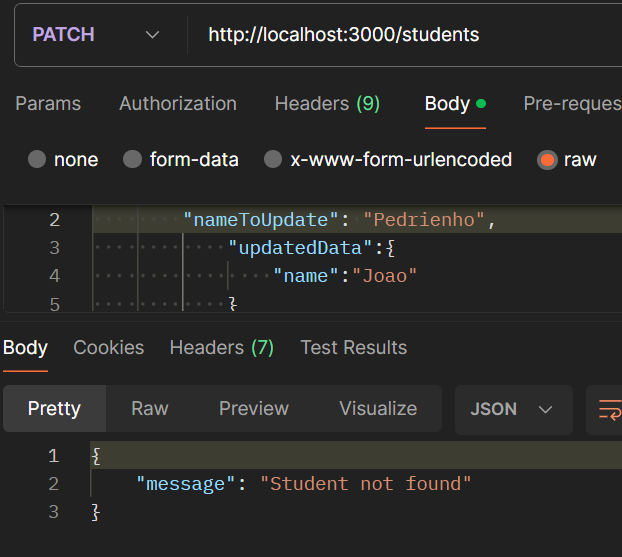 PATCH http://localhost:3000/students
Params Authorization Headers (9) Body Pre-reques
none form-data x-www-form-urlencoded raw
2 "nameToUpdate": "Pedrienho",
3 "updatedData":{
4 "name":"Joao"
5 }
Body Cookies Headers (7) Test Results
Pretty Raw Preview Visualize JSON
1 {
2 "message": "Student not found"
3 }